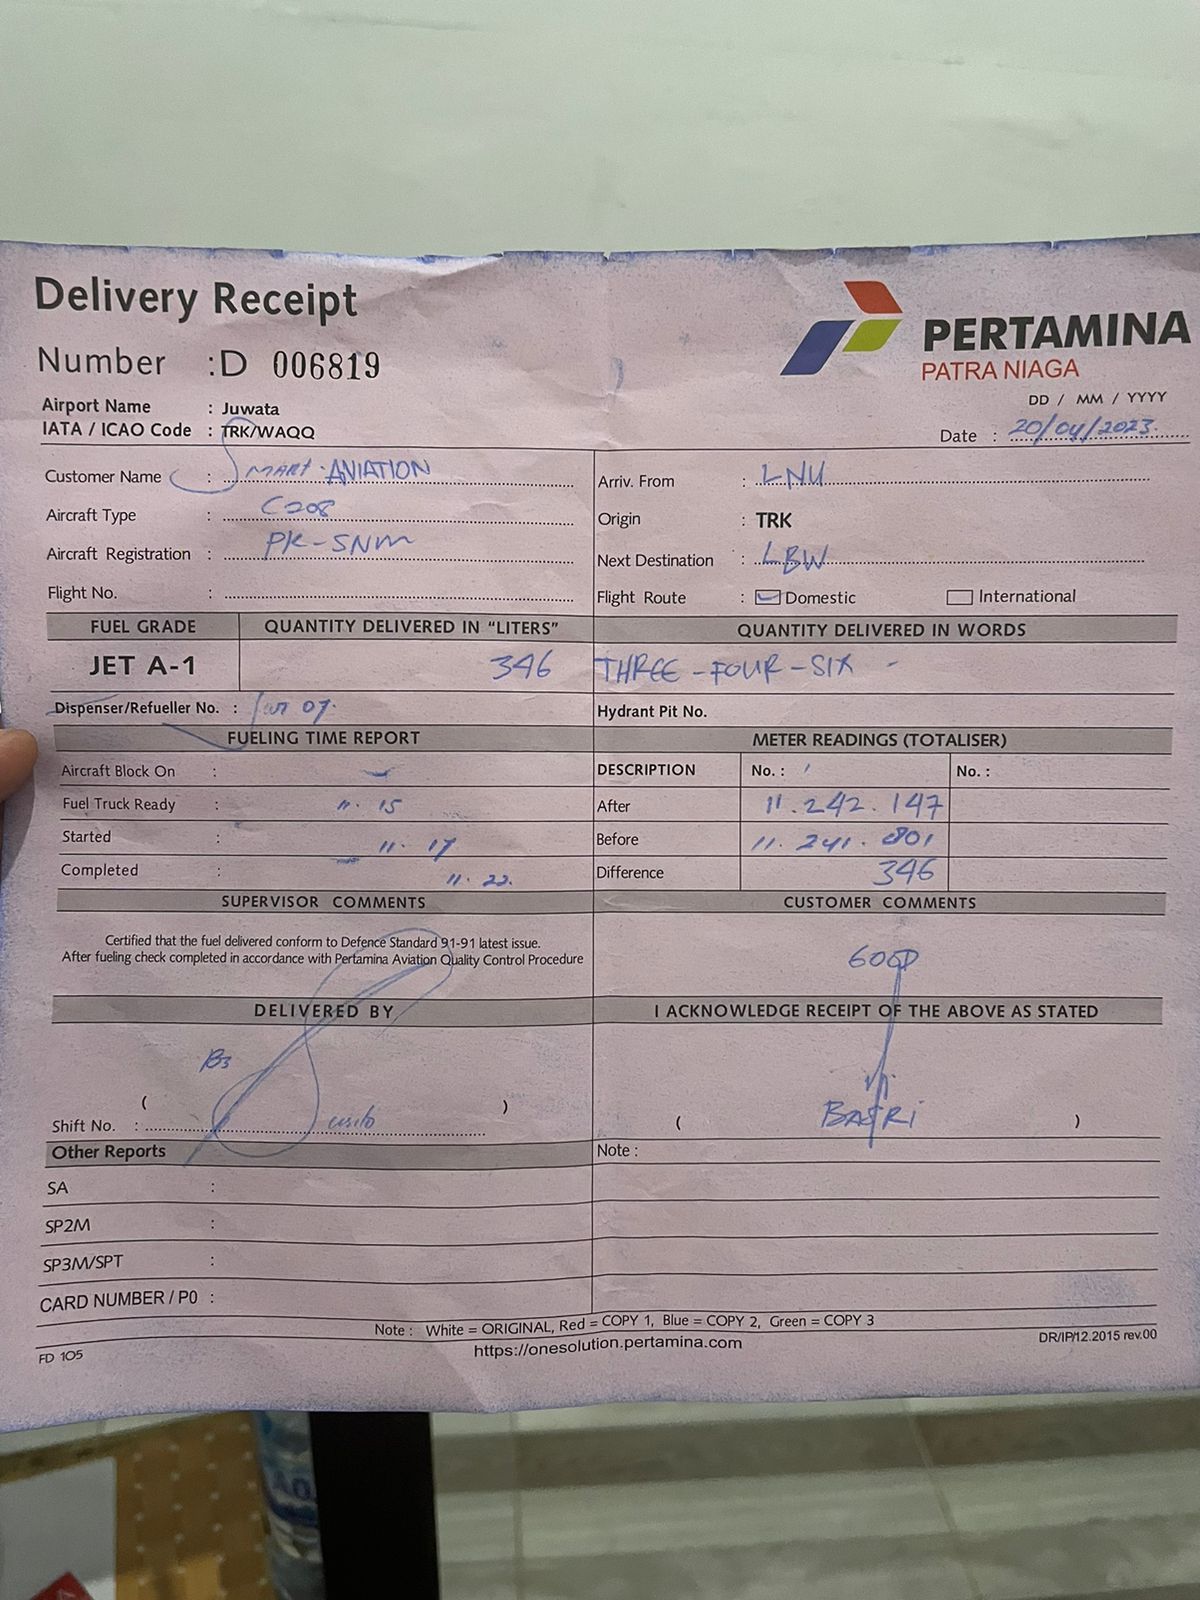 Delivery Receipt
PERTAMINA
PATRA NIAGA
Number : D 006819
DD / MM / YYYY
Airport Name : Juwata
IATA / ICAO Code : TRK/WAQQ
Date : 20/04/2023
Customer Name : SMART AVIATION
Arriv. From : LNU
Aircraft Type : C208
Origin : TRK
Aircraft Registration : PK-SNM
Next Destination : LBW
Flight No. :
Flight Route : Domestic International
FUEL GRADE QUANTITY DELIVERED IN "LITERS" QUANTITY DELIVERED IN WORDS
JET A-1 346 THREE-FOUR-SIX -
Dispenser/Refueller No. : 07. Hydrant Pit No.
FUELING TIME REPORT METER READINGS (TOTALISER)
Aircraft Block On : DESCRIPTION No. : No. :
Fuel Truck Ready : 11. 15 After 11.242.147
Started : 11. 17 Before 11.241.801
Completed : 11. 22. Difference 346
SUPERVISOR COMMENTS CUSTOMER COMMENTS
Certified that the fuel delivered conform to Defence Standard 91-91 latest issue.
After fueling check completed in accordance with Pertamina Aviation Quality Control Procedure
DELIVERED BY I ACKNOWLEDGE RECEIPT OF THE ABOVE AS STATED
( ) ( BASRI )
Shift No. :
Other Reports Note :
SA :
SP2M :
SP3M/SPT :
CARD NUMBER / P0 :
Note : White = ORIGINAL, Red = COPY 1, Blue = COPY 2, Green = COPY 3
FD 105 https://onesolution.pertamina.com DR/IP/12.2015 rev.00